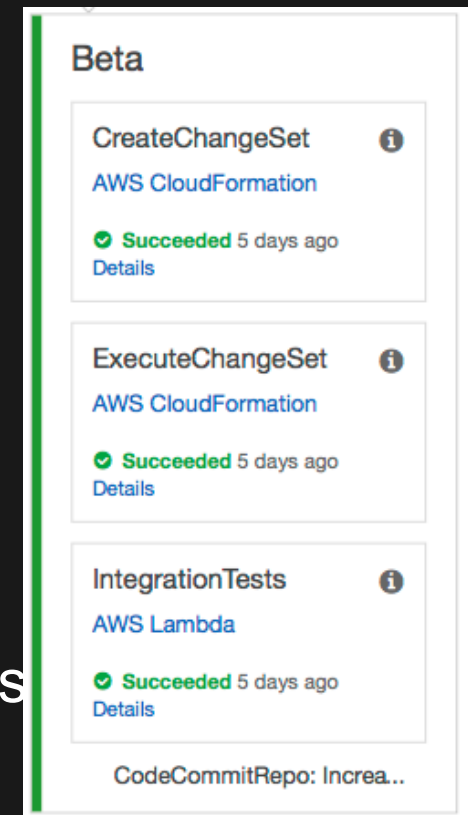 Beta
CreateChangeSet
AWS CloudFormation
Succeeded 5 days ago
Details
ExecuteChangeSet
AWS CloudFormation
Succeeded 5 days ago
Details
IntegrationTests
AWS Lambda
s
Succeeded 5 days ago
Details
CodeCommitRepo: Increa...